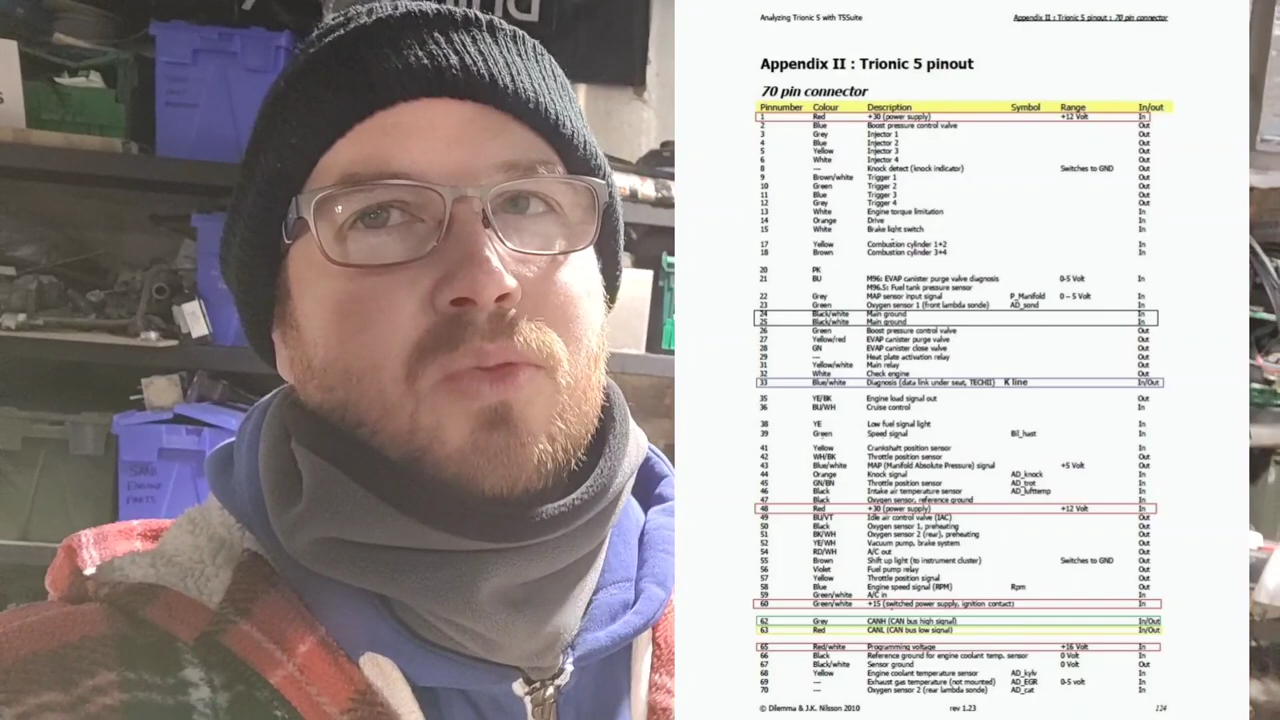 Analyzing Trionic 5 with T5Suite
Appendix II : Trionic 5 pinout : 70 pin connector
Appendix II : Trionic 5 pinout
70 pin connector
Pinnumber Colour Description Symbol Range In/out
1 Red +30 (power supply) +12 Volt In
2 Blue Boost pressure control valve Out
3 Grey Injector 1 Out
4 Blue Injector 2 Out
5 Yellow Injector 3 Out
6 White Injector 4 Out
8 --- Knock detect (knock indicator) Switches to GND Out
9 Brown/white Trigger 1 Out
10 Green Trigger 2 Out
11 Blue Trigger 3 Out
12 Grey Trigger 4 Out
13 White Engine torque limitation In
14 Orange Drive In
15 White Brake light switch In
17 Yellow Combustion cylinder 1+2 In
18 Brown Combustion cylinder 3+4 In
20 PK
21 BU M96: EVAP canister purge valve diagnosis 0-5 Volt In
M96.5: Fuel tank pressure sensor
22 Grey MAP sensor input signal P_Manifold 0 – 5 Volt In
23 Green Oxygen sensor 1 (front lambda sonde) AD_sond In
24 Black/white Main ground In
25 Black/white Main ground In
26 Green Boost pressure control valve Out
27 Yellow/red EVAP canister purge valve Out
28 GN EVAP canister close valve Out
29 --- Heat plate activation relay Out
31 Yellow/white Main relay Out
32 White Check engine Out
33 Blue/white Diagnosis (data link under seat, TECHII) K line In/Out
35 YE/BK Engine load signal out Out
36 BU/WH Cruise control In
38 YE Low fuel signal light In
39 Green Speed signal Bil_hast In
41 Yellow Crankshaft position sensor In
42 WH/BK Throttle position sensor Out
43 Blue/white MAP (Manifold Absolute Pressure) signal +5 Volt Out
44 Orange Knock signal AD_knock In
45 GN/BN Throttle position sensor AD_trot In
46 Black Intake air temperature sensor AD_lufttemp In
47 Black Oxygen sensor, reference ground In
48 Red +30 (power supply) +12 Volt In
49 BU/VT Idle air control valve (IAC) Out
50 Black Oxygen sensor 1, preheating Out
51 BK/WH Oxygen sensor 2 (rear), preheating Out
52 YE/WH Vacuum pump, brake system Out
54 RD/WH A/C out Out
55 Brown Shift up light (to instrument cluster) Switches to GND Out
56 Violet Fuel pump relay Out
57 Yellow Throttle position signal Out
58 Blue Engine speed signal (RPM) Rpm Out
59 Green/white A/C in In
60 Green/white +15 (switched power supply, ignition contact) In
62 Grey CANH (CAN bus high signal) In/Out
63 Red CANL (CAN bus low signal) In/Out
65 Red/white Programming voltage +16 Volt In
66 Black Reference ground for engine coolant temp. sensor 0 Volt In
67 Black/white Sensor ground 0 Volt Out
68 Yellow Engine coolant temperature sensor AD_kylv In
69 --- Exhaust gas temperature (not mounted) AD_EGR 0-5 volt In
70 --- Oxygen sensor 2 (rear lambda sonde) AD_cat In
© Dilemma & J.K. Nilsson 2010 rev 1.23 124